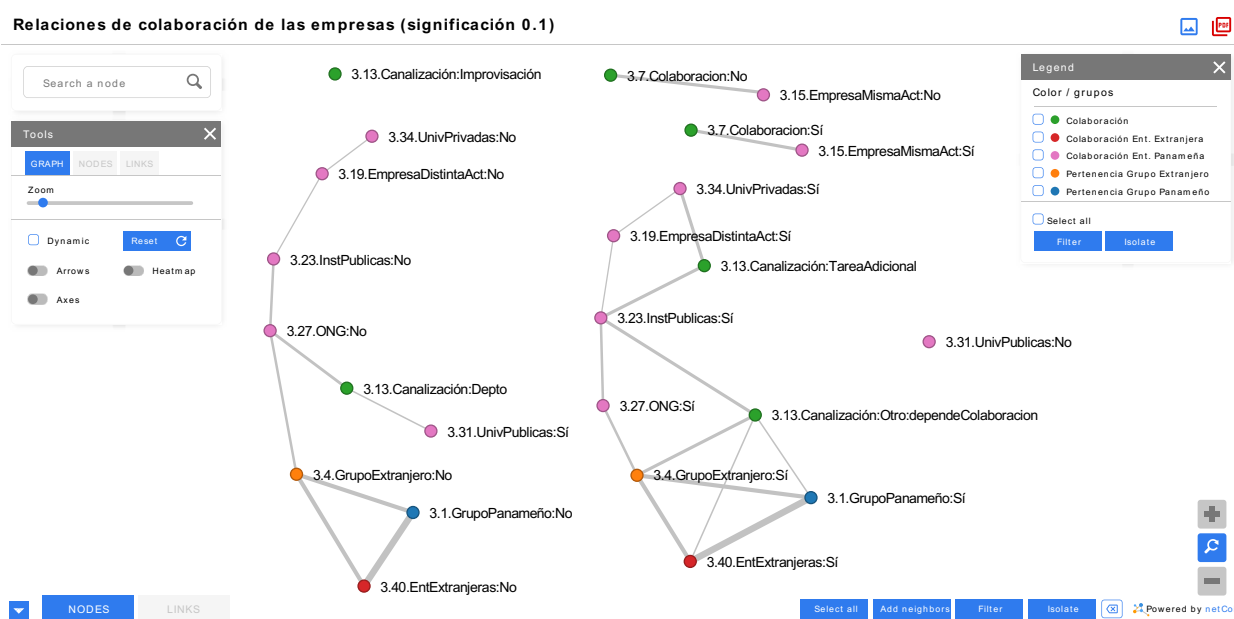 Relaciones de colaboración de las empresas (significación 0.1)
PDF
Search a node
Tools
GRAPH NODES LINKS
Zoom
Dynamic Reset
Arrows Heatmap
Axes
3.13.Canalización:Improvisación
3.7.Colaboracion:No
3.15.EmpresaMismaAct:No
3.34.UnivPrivadas:No
3.7.Colaboracion:Sí
3.15.EmpresaMismaAct:Sí
3.19.EmpresaDistintaAct:No
3.34.UnivPrivadas:Sí
3.19.EmpresaDistintaAct:Sí
3.23.InstPublicas:No
3.13.Canalización:TareaAdicional
3.23.InstPublicas:Sí
3.27.ONG:No
3.31.UnivPublicas:No
3.13.Canalización:Depto
3.27.ONG:Sí
3.13.Canalización:Otro:dependeColaboracion
3.31.UnivPublicas:Sí
3.4.GrupoExtranjero:No
3.4.GrupoExtranjero:Sí
3.1.GrupoPanameño:Sí
3.1.GrupoPanameño:No
3.40.EntExtranjeras:Sí
3.40.EntExtranjeras:No
Legend
Color / grupos
Colaboración
Colaboración Ent. Extranjera
Colaboración Ent. Panameña
Pertenencia Grupo Extranjero
Pertenencia Grupo Panameño
Select all
Filter Isolate
NODES LINKS
Select all Add neighbors Filter Isolate Powered by netCo